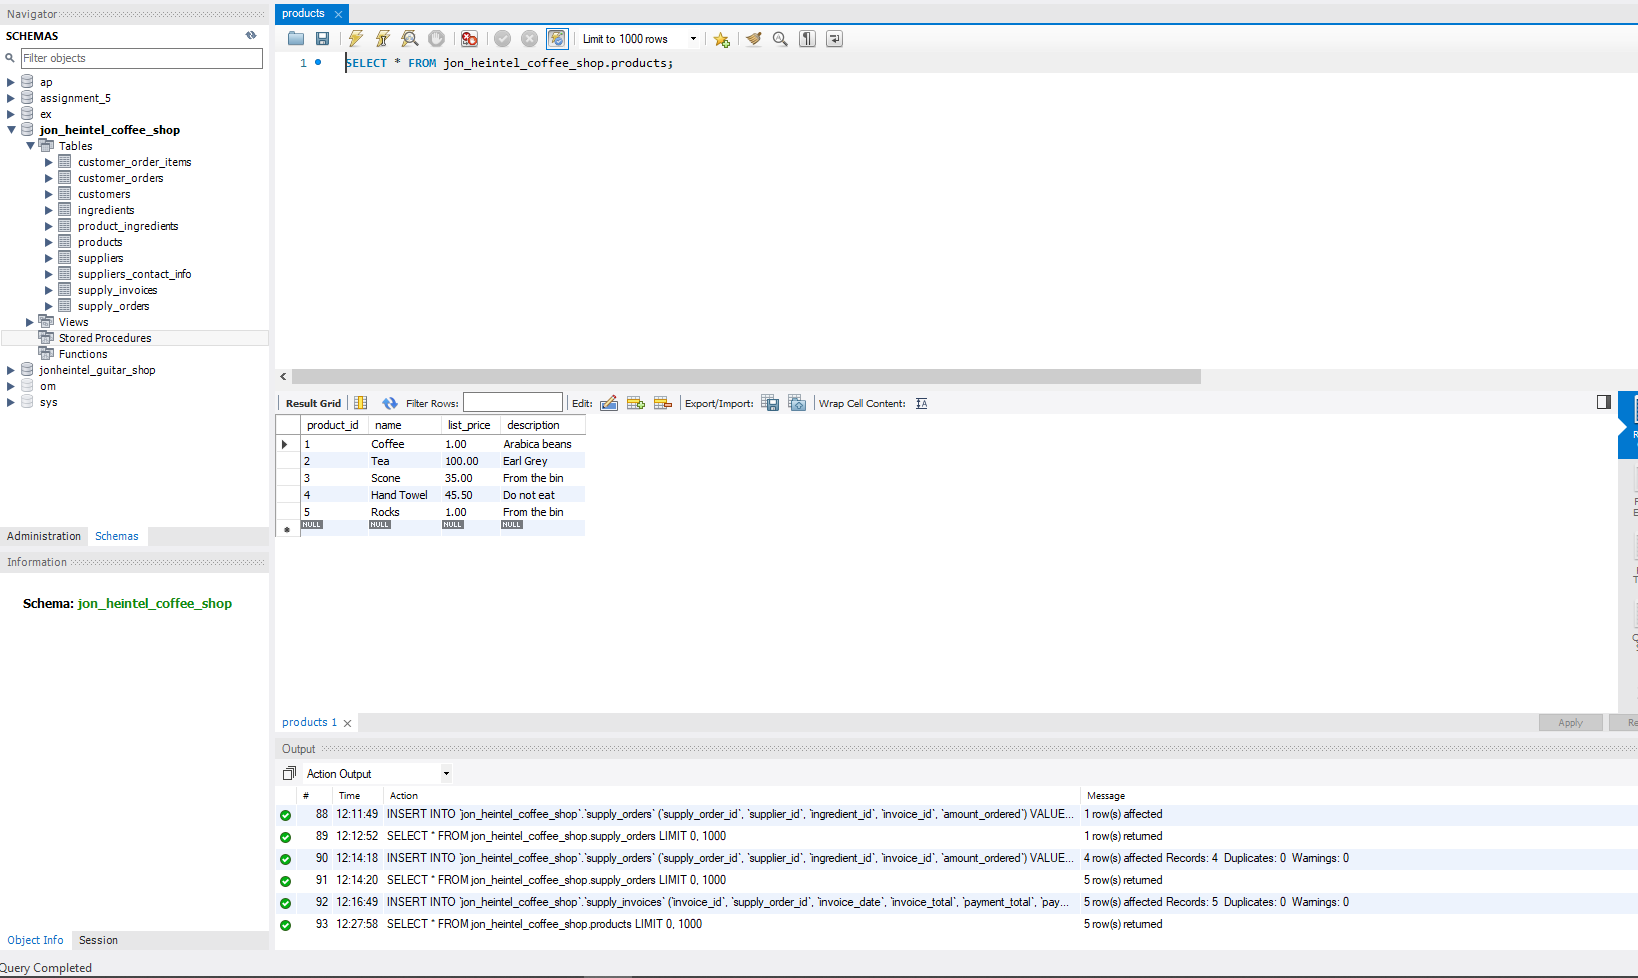 Navigator
SCHEMAS
Filter objects
ap
assignment_5
ex
jon_heintel_coffee_shop
Tables
customer_order_items
customer_orders
customers
ingredients
product_ingredients
products
suppliers
suppliers_contact_info
supply_invoices
supply_orders
Views
Stored Procedures
Functions
jonheintel_guitar_shop
om
sys
Administration Schemas
Information
Schema: jon_heintel_coffee_shop
Object Info Session
Query Completed
products
Limit to 1000 rows
1 SELECT * FROM jon_heintel_coffee_shop.products;
Result Grid Filter Rows: Edit: Export/Import: Wrap Cell Content:
product_id name list_price description
1 Coffee 1.00 Arabica beans
2 Tea 100.00 Earl Grey
3 Scone 35.00 From the bin
4 Hand Towel 45.50 Do not eat
5 Rocks 1.00 From the bin
NULL NULL NULL NULL
products 1 Apply Re
Output
Action Output
# Time Action Message
88 12:11:49 INSERT INTO `jon_heintel_coffee_shop`.`supply_orders` (`supply_order_id`, `supplier_id`, `ingredient_id`, `invoice_id`, `amount_ordered`) VALUE... 1 row(s) affected
89 12:12:52 SELECT * FROM jon_heintel_coffee_shop.supply_orders LIMIT 0, 1000 1 row(s) returned
90 12:14:18 INSERT INTO `jon_heintel_coffee_shop`.`supply_orders` (`supply_order_id`, `supplier_id`, `ingredient_id`, `invoice_id`, `amount_ordered`) VALUE... 4 row(s) affected Records: 4 Duplicates: 0 Warnings: 0
91 12:14:20 SELECT * FROM jon_heintel_coffee_shop.supply_orders LIMIT 0, 1000 5 row(s) returned
92 12:16:49 INSERT INTO `jon_heintel_coffee_shop`.`supply_invoices` (`invoice_id`, `supply_order_id`, `invoice_date`, `invoice_total`, `payment_total`, `pay... 5 row(s) affected Records: 5 Duplicates: 0 Warnings: 0
93 12:27:58 SELECT * FROM jon_heintel_coffee_shop.products LIMIT 0, 1000 5 row(s) returned